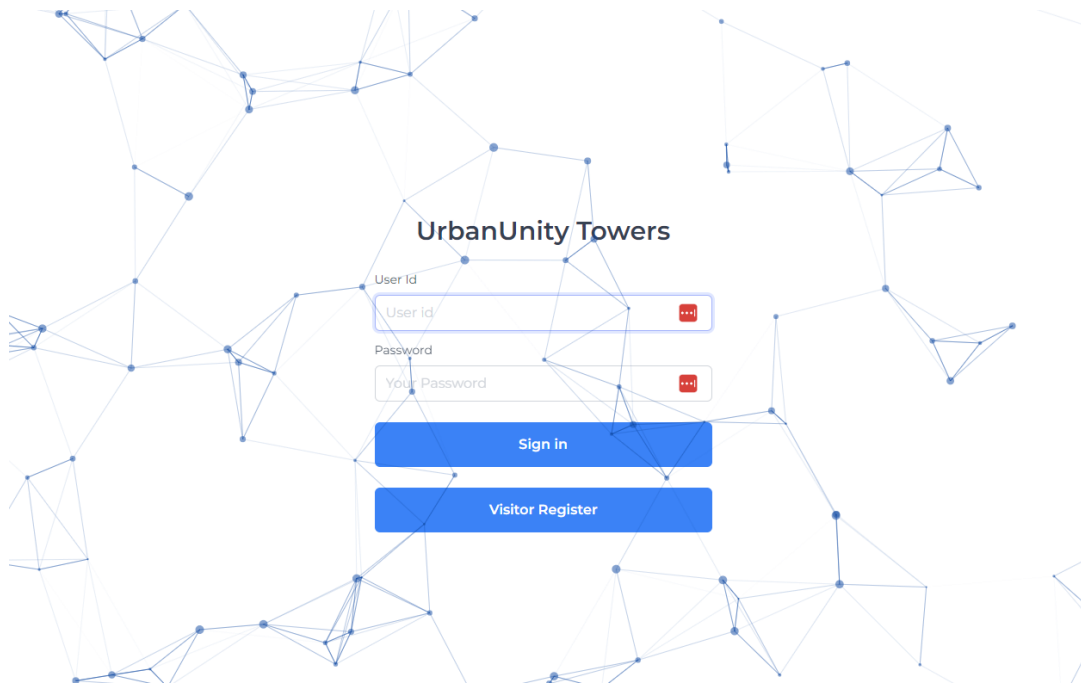 UrbanUnity Towers
User Id
User id
Password
Your Password
Sign in
Visitor Register